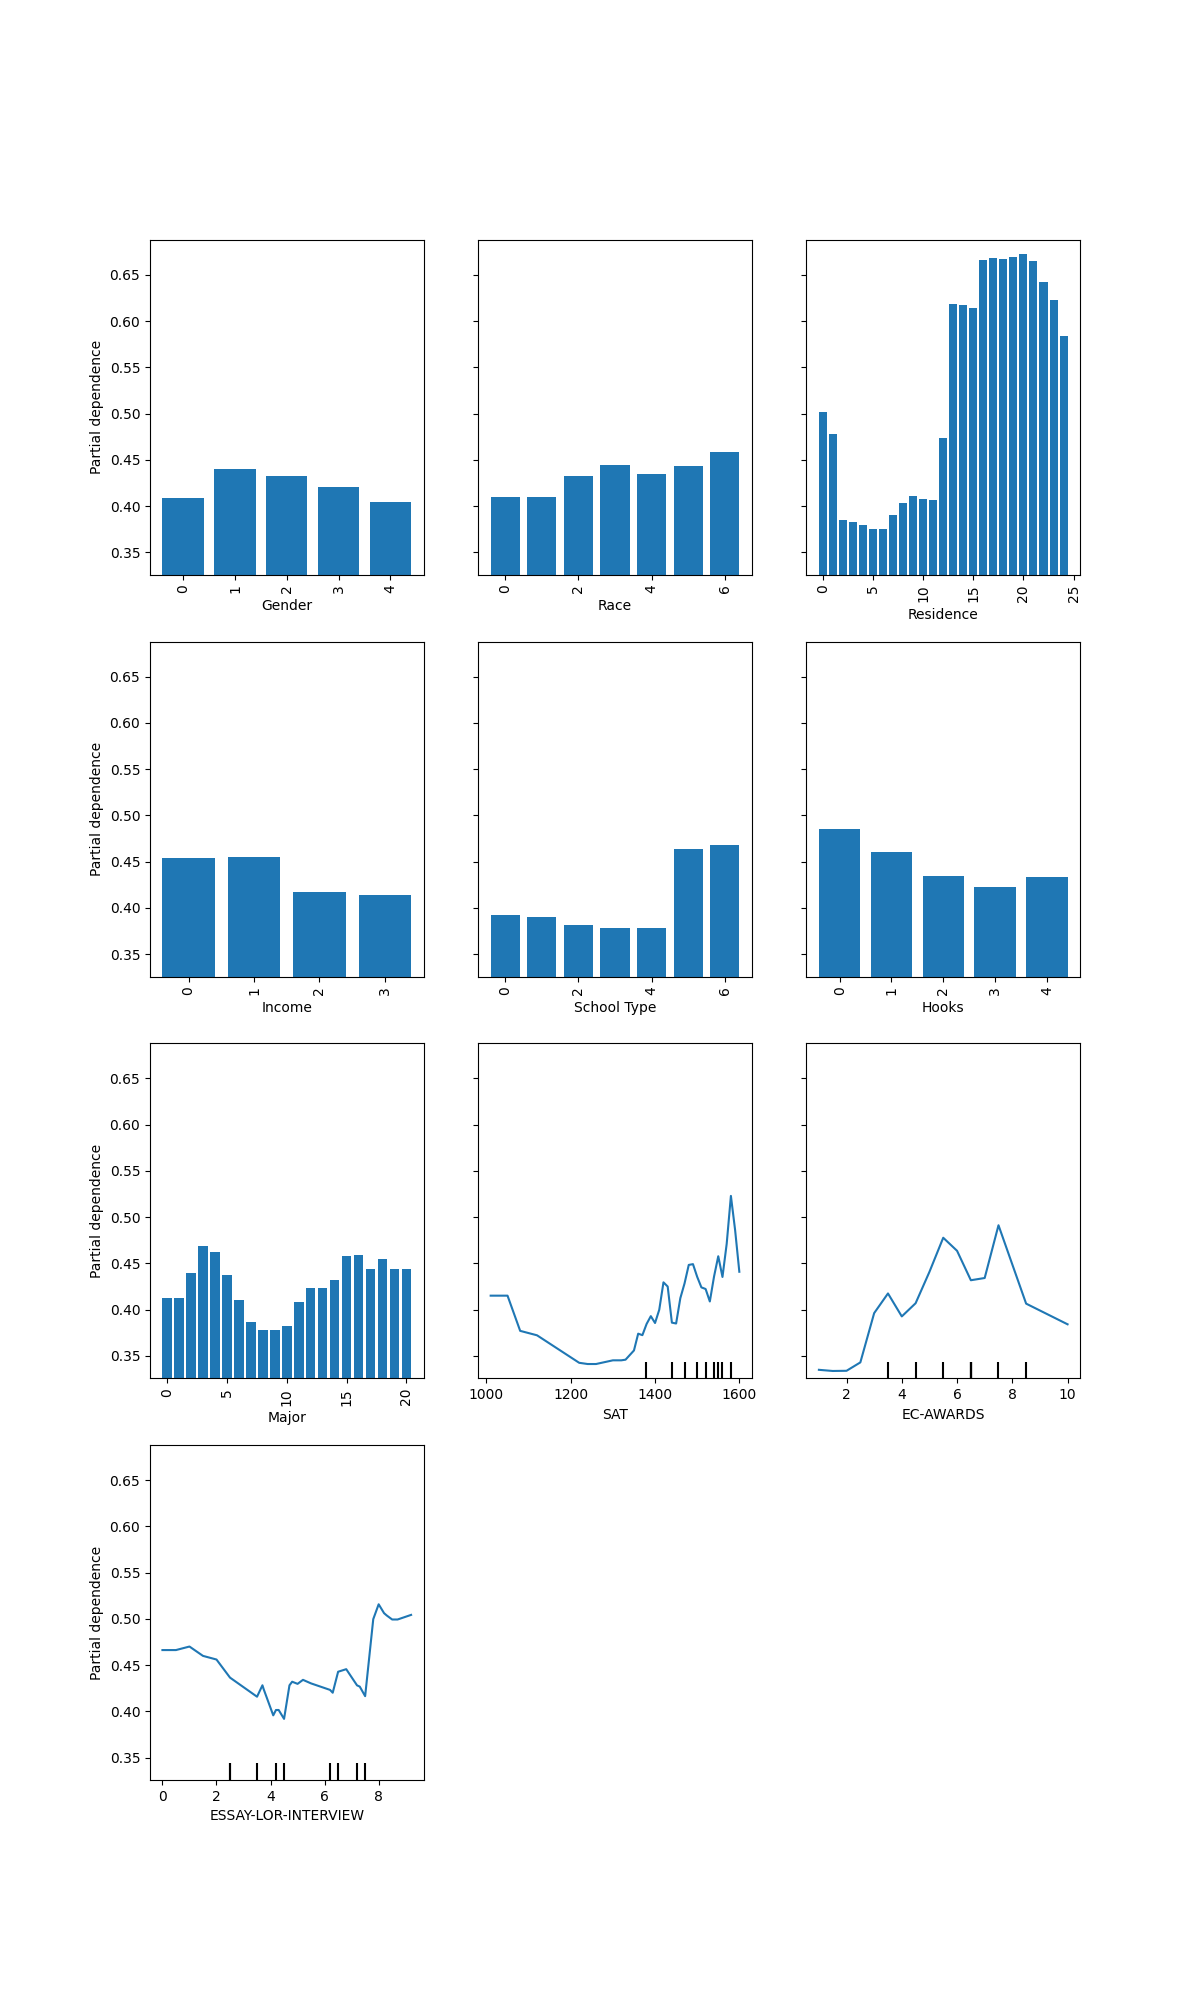 0.65
0.60
0.55
0.50
0.45
0.40
0.35
Partial dependence
0 1 2 3 4
Gender
0 2 4 6
Race
0 5 10 15 20 25
Residence
0.65
0.60
0.55
0.50
0.45
0.40
0.35
Partial dependence
0 1 2 3
Income
0 2 4 6
School Type
0 1 2 3 4
Hooks
0.65
0.60
0.55
0.50
0.45
0.40
0.35
Partial dependence
0 5 10 15 20
Major
1000 1200 1400 1600
SAT
2 4 6 8 10
EC-AWARDS
0.65
0.60
0.55
0.50
0.45
0.40
0.35
Partial dependence
0 2 4 6 8
ESSAY-LOR-INTERVIEW